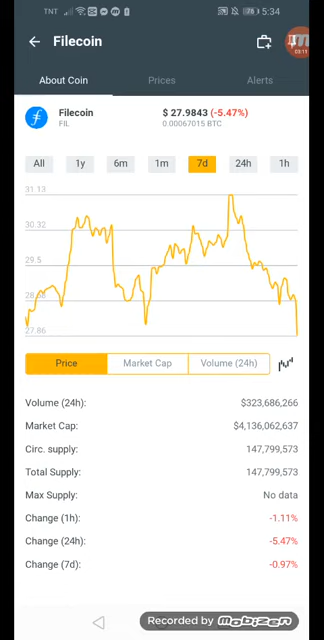 TNT 78 5:34
Filecoin
03:11
About Coin Prices Alerts
Filecoin $ 27.9843 (-5.47%)
FIL 0.00067015 BTC
All 1y 6m 1m 7d 24h 1h
31.13
30.32
29.5
28.68
27.86
Price Market Cap Volume (24h)
Volume (24h): $323,686,266
Market Cap: $4,136,062,637
Circ. supply: 147,799,573
Total Supply: 147,799,573
Max Supply: No data
Change (1h): -1.11%
Change (24h): -5.47%
Change (7d): -0.97%
Recorded by Mobizen